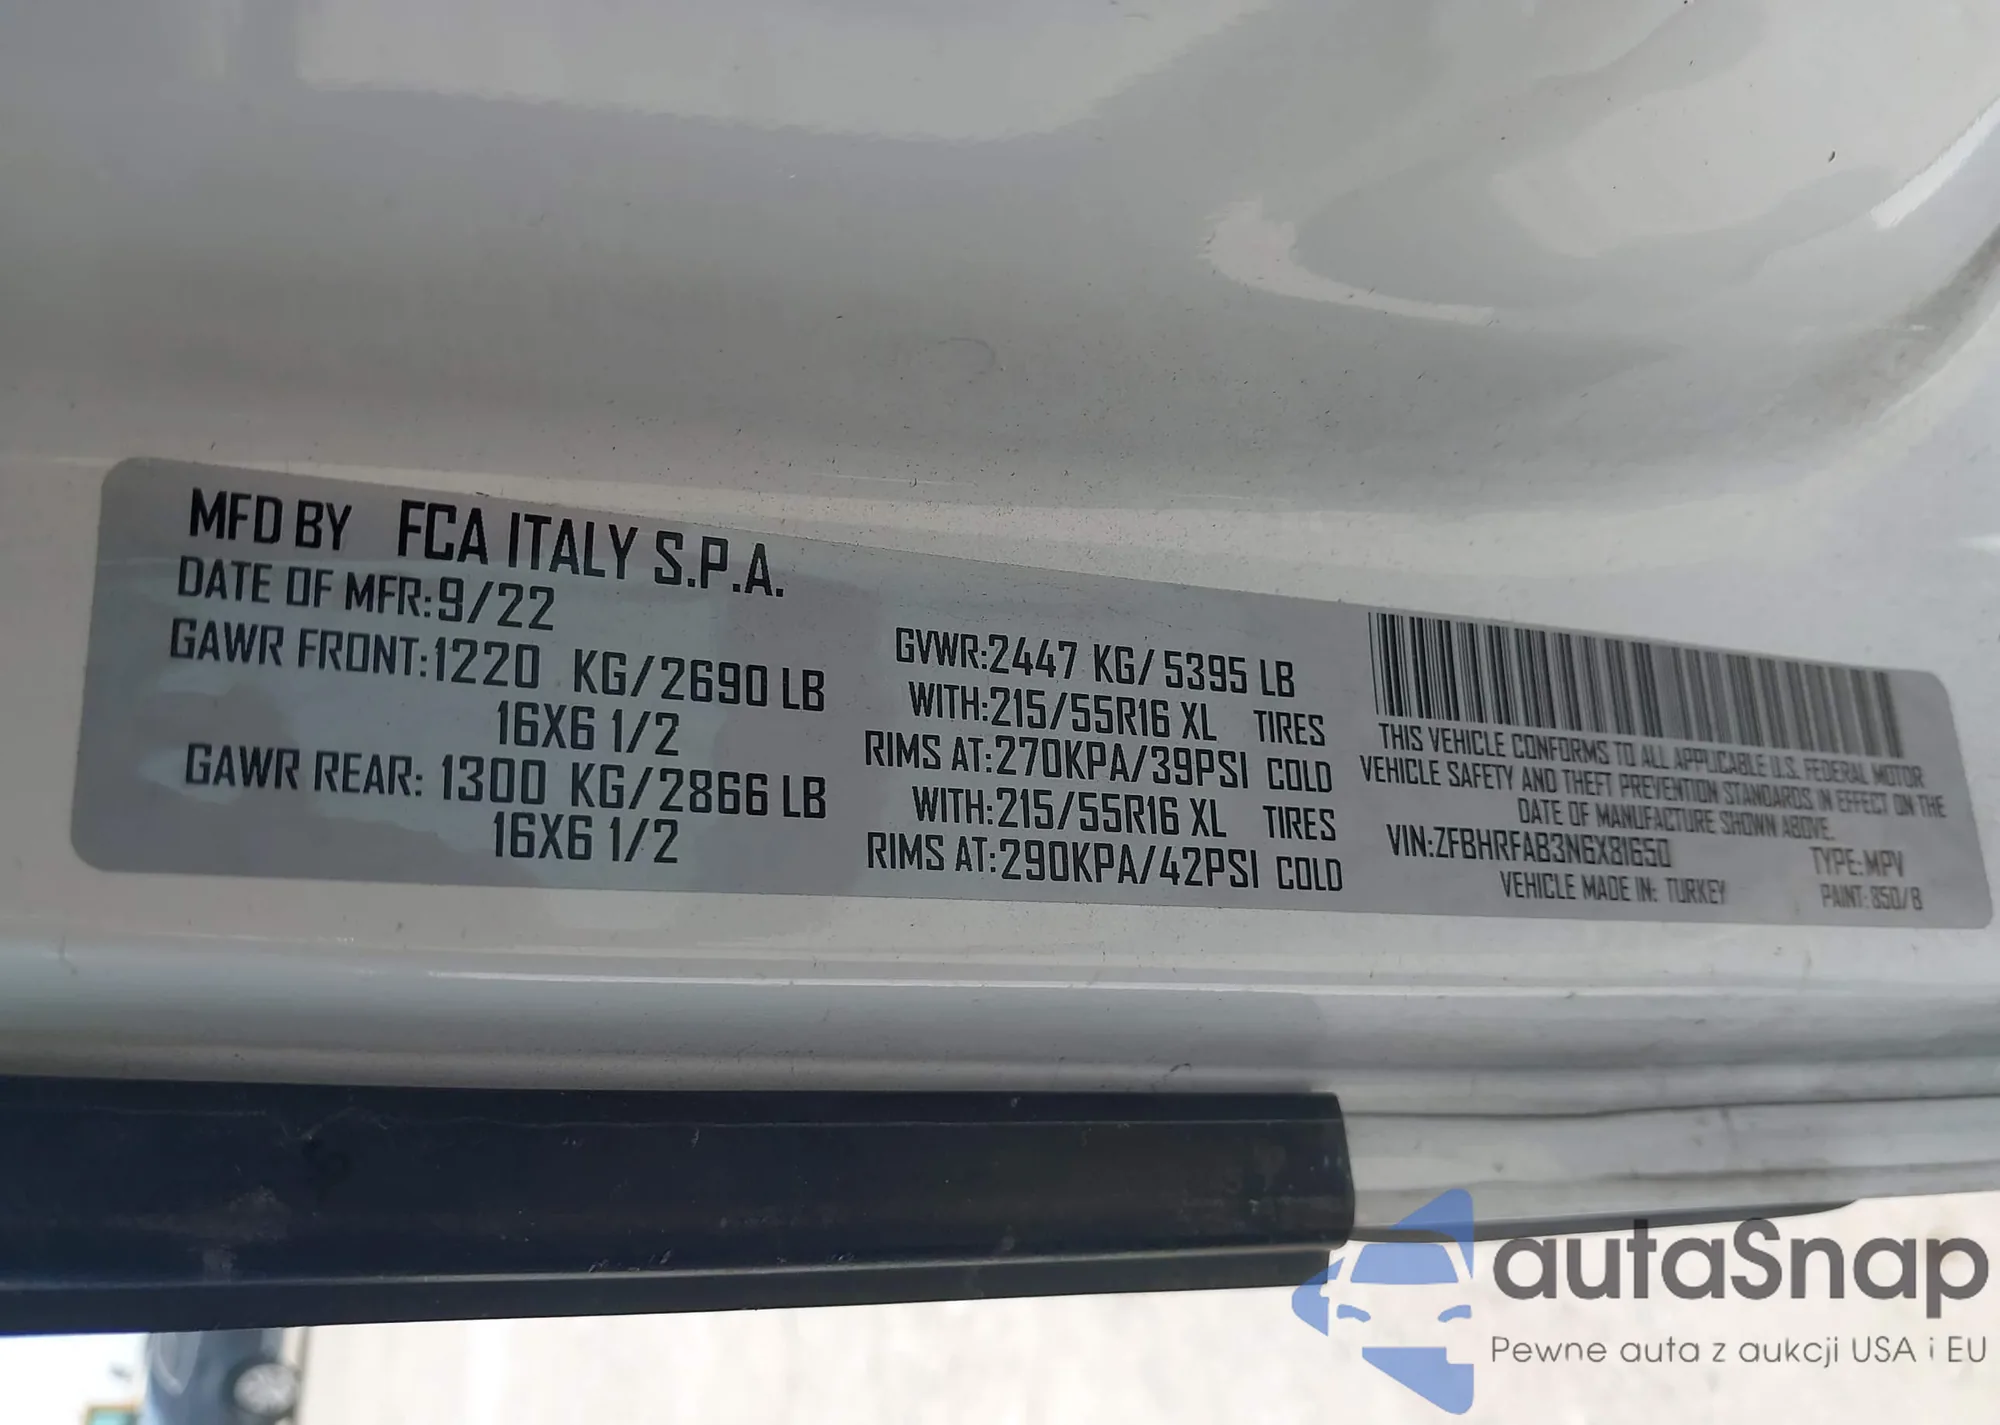 MFD BY FCA ITALY S.P.A.
DATE OF MFR:9/22
GAWR FRONT:1220 KG/2690 LB
16X6 1/2
GAWR REAR: 1300 KG/2866 LB
16X6 1/2
GVWR:2447 KG/5395 LB
WITH:215/55R16 XL TIRES
RIMS AT:270KPA/39PSI COLD
WITH:215/55R16 XL TIRES
RIMS AT:290KPA/42PSI COLD
THIS VEHICLE CONFORMS TO ALL APPLICABLE U.S. FEDERAL MOTOR
VEHICLE SAFETY AND THEFT PREVENTION STANDARDS IN EFFECT ON THE
DATE OF MANUFACTURE SHOWN ABOVE.
VIN:ZFBHRFAB3N6X81650
TYPE:MPV
VEHICLE MADE IN: TURKEY
PAINT:850/B
autaSnap
Pewne auta z aukcji USA i EU